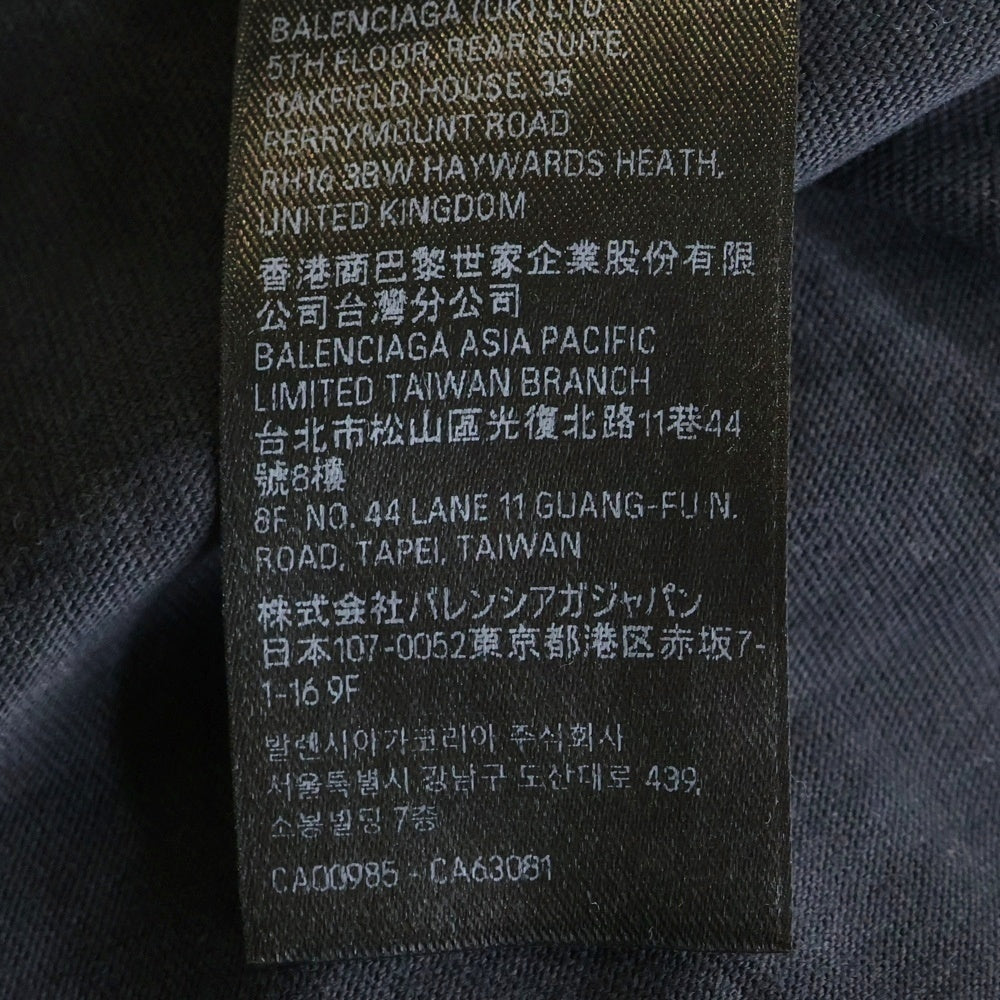 BALENCIAGA (UK) LTD
5TH FLOOR, REAR SUITE,
OAKFIELD HOUSE, 35
PERRYMOUNT ROAD
RH16 3BW HAYWARDS HEATH,
UNITED KINGDOM
香港商巴黎世家企業股份有限
公司台灣分公司
BALENCIAGA ASIA PACIFIC
LIMITED TAIWAN BRANCH
台北市松山區光復北路11巷44
號8樓
8F, NO. 44 LANE 11 GUANG-FU N.
ROAD, TAPEI, TAIWAN
株式会社バレンシアガジャパン
日本107-0052東京都港区赤坂7-
1-16 9F
발렌시아가코리아 주식회사
서울특별시 강남구 도산대로 439,
소봉빌딩 7층
CA00985 - CA63081